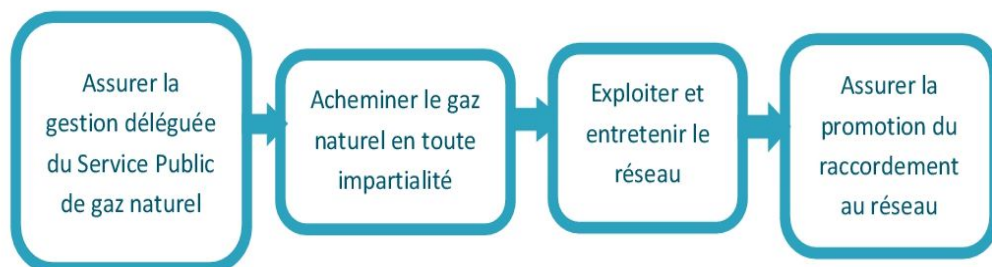 Assurer la
gestion déléguée
du Service Public
de gaz naturel
Acheminer le gaz
naturel en toute
impartialité
Exploiter et
entretenir le
réseau
Assurer la
promotion du
raccordement
au réseau